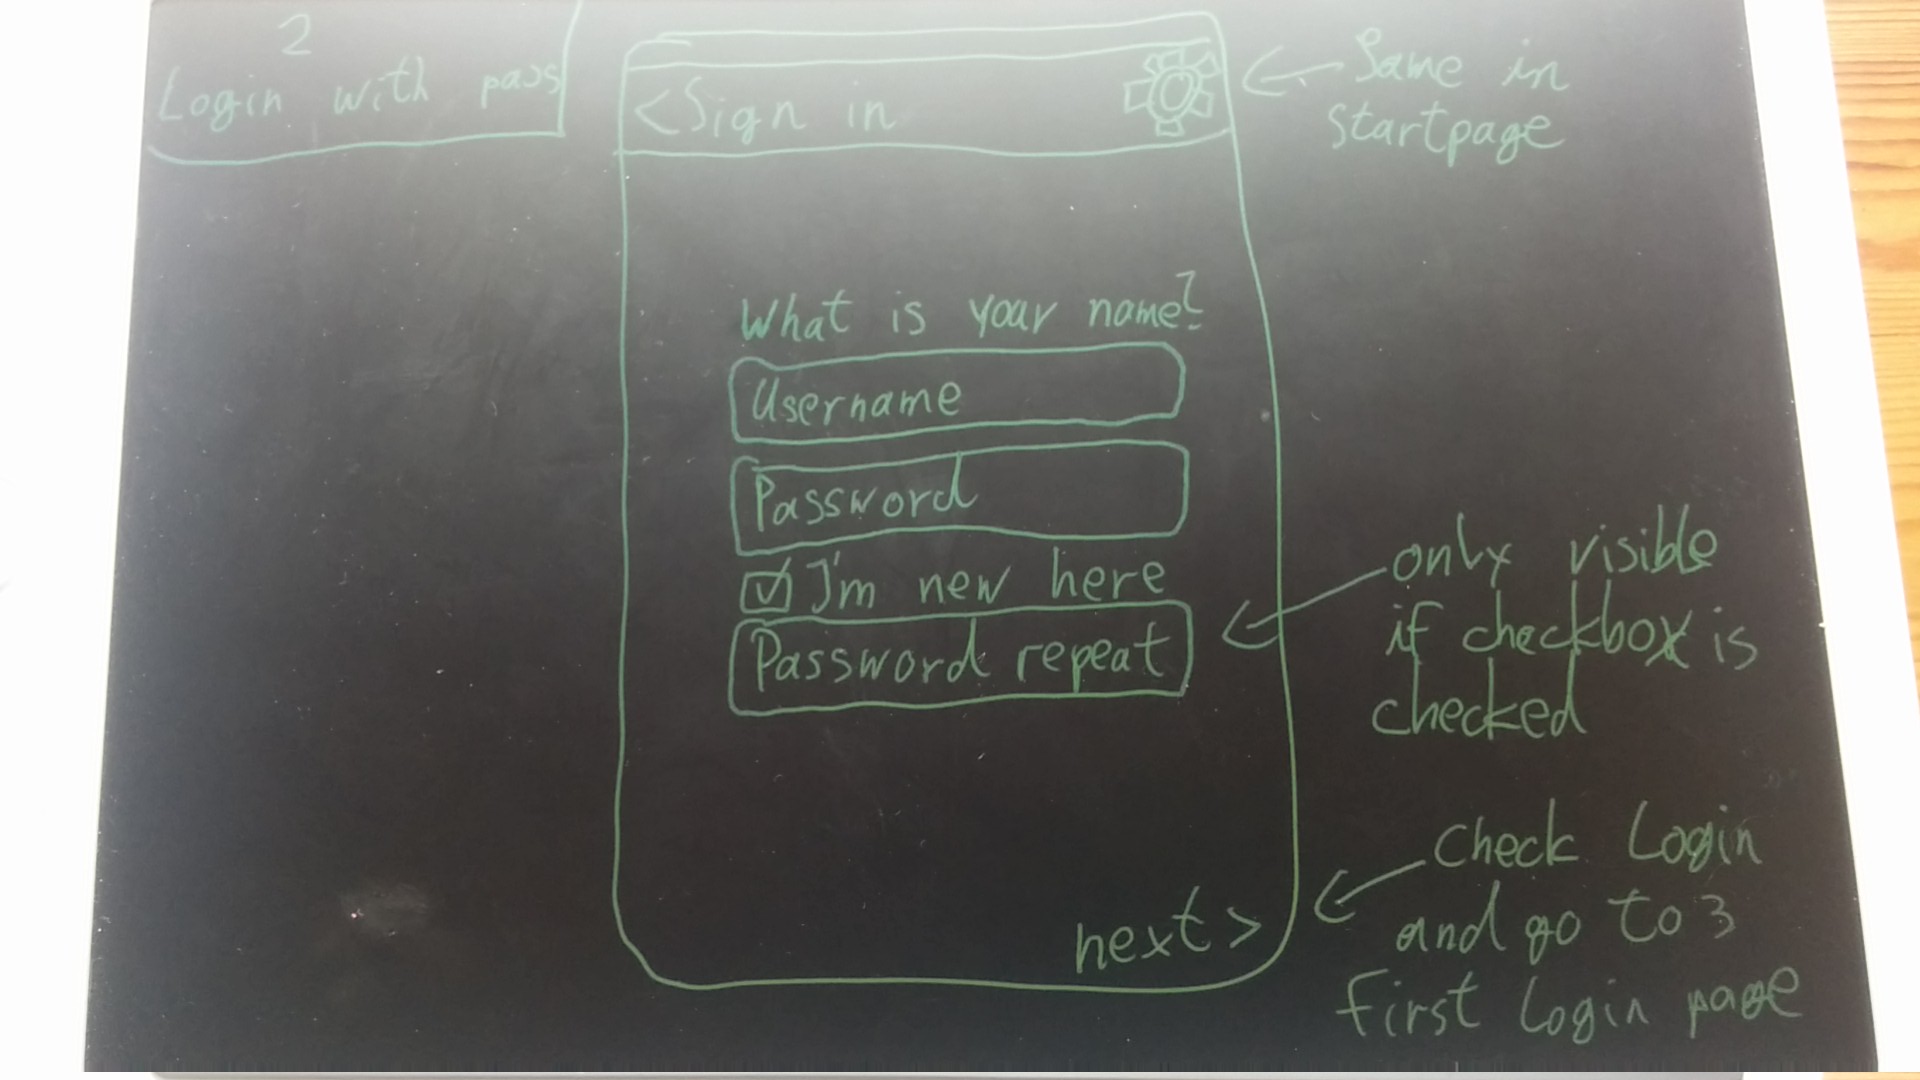 2
Login with pass
< Sign in
Same in
startpage
What is your name?
Username
Password
I'm new here
Password repeat
only visible
if checkbox is
checked
next >
check Login
and go to 3
first Login page